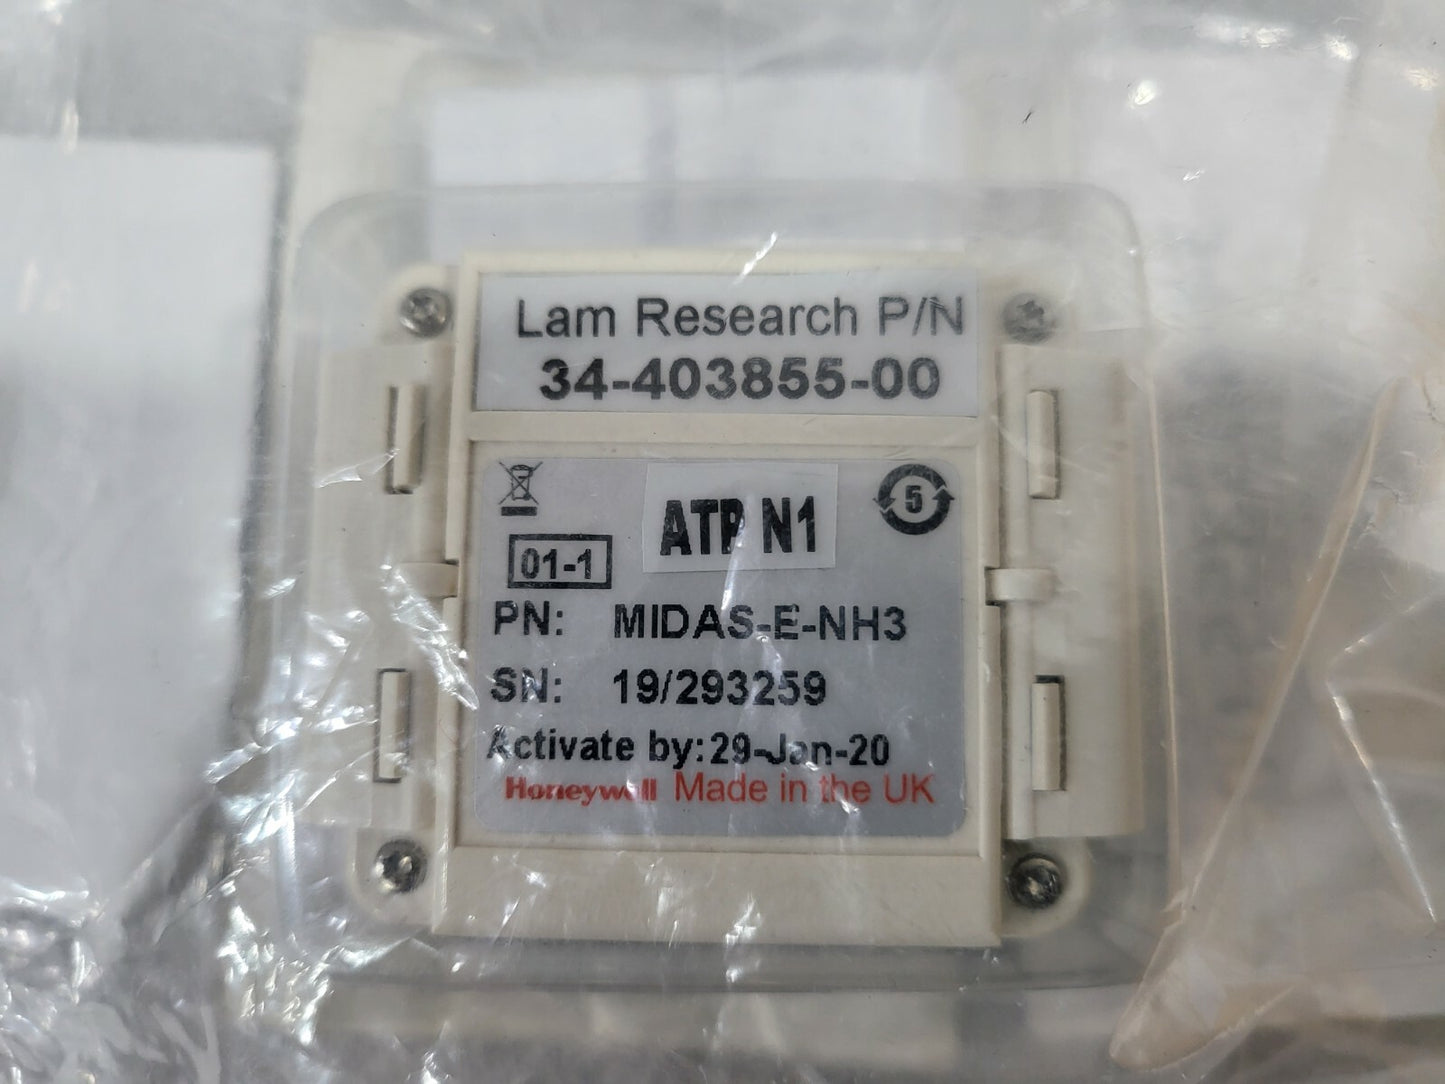 Lam Research P/N
34-403855-00
ATP N1
5
01-1
PN: MIDAS-E-NH3
SN: 19/293259
Activate by:29-Jan-20
Honeywell Made in the UK